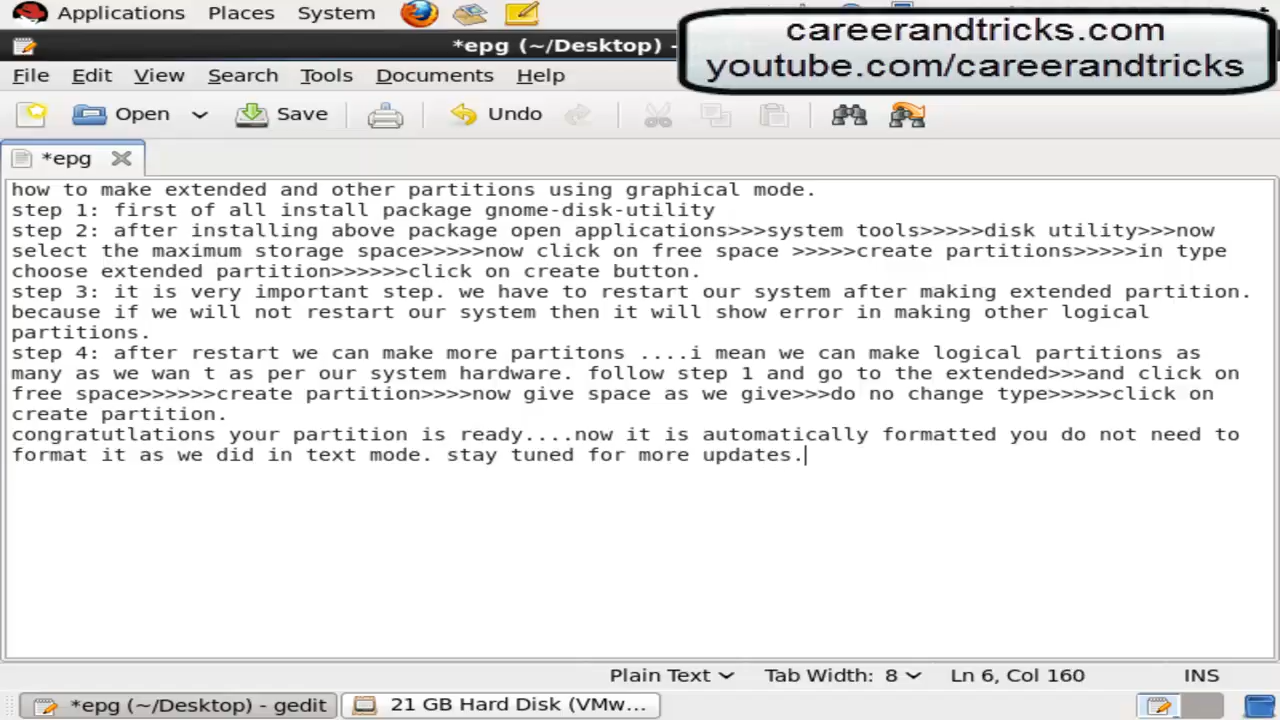 Applications Places System
careerandtricks.com
youtube.com/careerandtricks
*epg (~/Desktop) -
File Edit View Search Tools Documents Help
Open Save Undo
*epg
how to make extended and other partitions using graphical mode.
step 1: first of all install package gnome-disk-utility
step 2: after installing above package open applications>>>system tools>>>>>disk utility>>>now
select the maximum storage space>>>>>now click on free space >>>>>create partitions>>>>>in type
choose extended partition>>>>>>click on create button.
step 3: it is very important step. we have to restart our system after making extended partition.
because if we will not restart our system then it will show error in making other logical
partitions.
step 4: after restart we can make more partitons ....i mean we can make logical partitions as
many as we wan t as per our system hardware. follow step 1 and go to the extended>>>and click on
free space>>>>>>create partition>>>>now give space as we give>>>do no change type>>>>>click on
create partition.
congratutlations your partition is ready....now it is automatically formatted you do not need to
format it as we did in text mode. stay tuned for more updates.
Plain Text Tab Width: 8 Ln 6, Col 160 INS
*epg (~/Desktop) - gedit 21 GB Hard Disk (VMw...